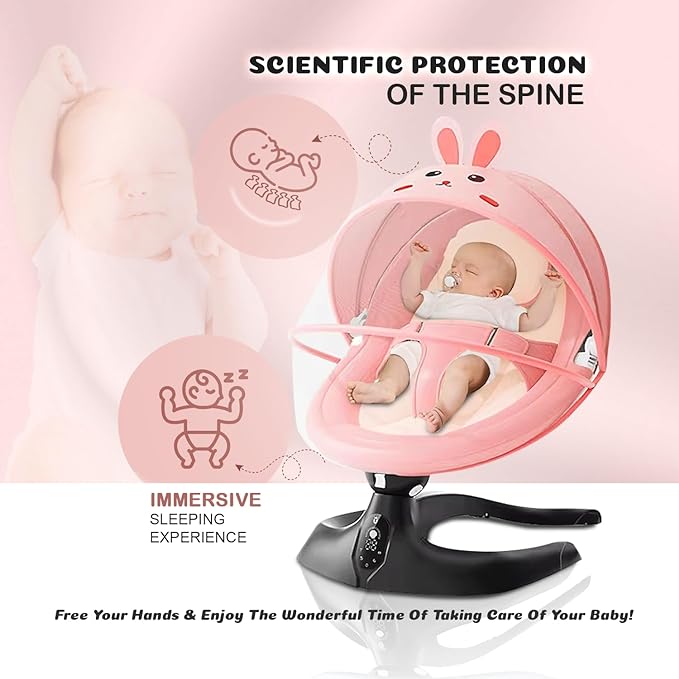 SCIENTIFIC PROTECTION
OF THE SPINE
z z
IMMERSIVE
SLEEPING
EXPERIENCE
Free Your Hands & Enjoy The Wonderful Time Of Taking Care Of Your Baby!